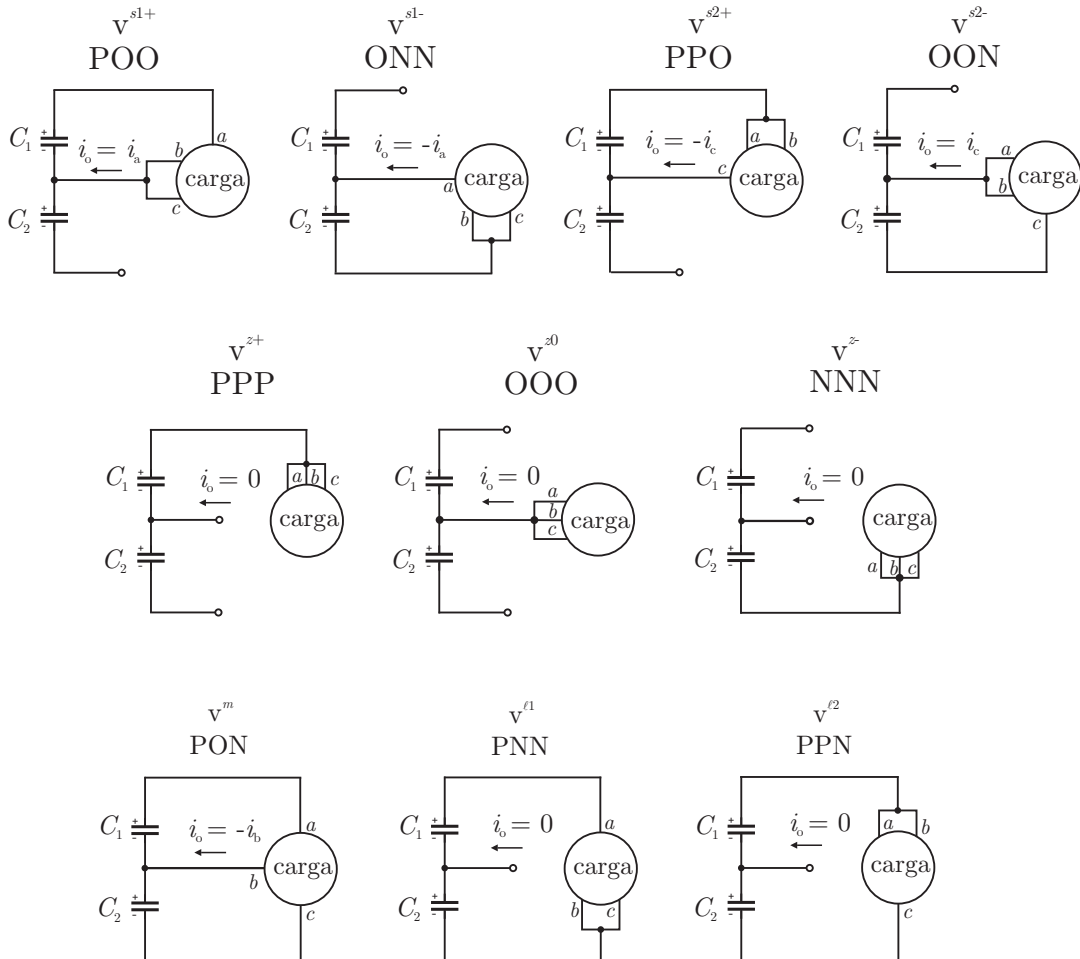 v^{s1+} v^{s1-} v^{s2+} v^{s2-}
POO ONN PPO OON
C₁ + - i_o = i_a a b c carga
C₂ + -
C₁ + - i_o = -i_a a b c carga
C₂ + -
C₁ + - i_o = -i_c a b c carga
C₂ + -
C₁ + - i_o = i_c a b c carga
C₂ + -
v^{z+} v^{z0} v^{z-}
PPP OOO NNN
C₁ + - i_o = 0 a b c carga
C₂ + -
C₁ + - i_o = 0 a b c carga
C₂ + -
C₁ + - i_o = 0 carga a b c
C₂ + -
v^m v^{ℓ1} v^{ℓ2}
PON PNN PPN
C₁ + - i_o = -i_b a carga b c
C₂ + -
C₁ + - i_o = 0 a carga b c
C₂ + -
C₁ + - i_o = 0 a b carga c
C₂ + -